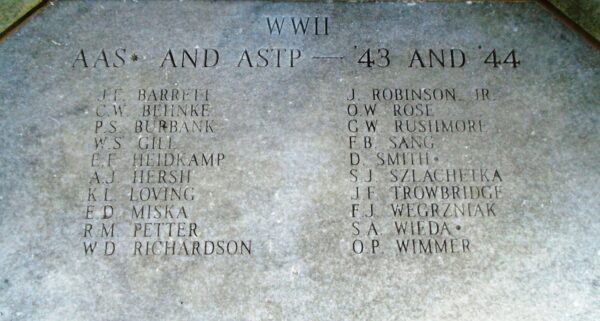 WWII
AAS* AND ASTP — '43 AND '44
J.E. BARRETT
C.W. BEHNKE
P.S. BURBANK
W.S. GILL
E.F. HEIDKAMP
A.J. HERSH
K.L. LOVING
E.D. MISKA
R.M. PETTER
W.D. RICHARDSON
J. ROBINSON, JR.
O.W. ROSE
G.W. RUSHMORE
F.B. SANG
D. SMITH*
S.J. SZLACHETKA
J.F. TROWBRIDGE
F.J. WEGRZNIAK
S.A. WIEDA*
O.P. WIMMER